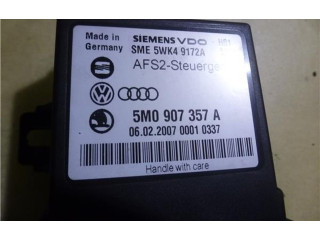 Made in
Germany
SIEMENS VDO
SME 5WK4 9172A
AFS2-Steuerge
5M0 907 357 A
06.02.2007 0001 0337
Handle with care